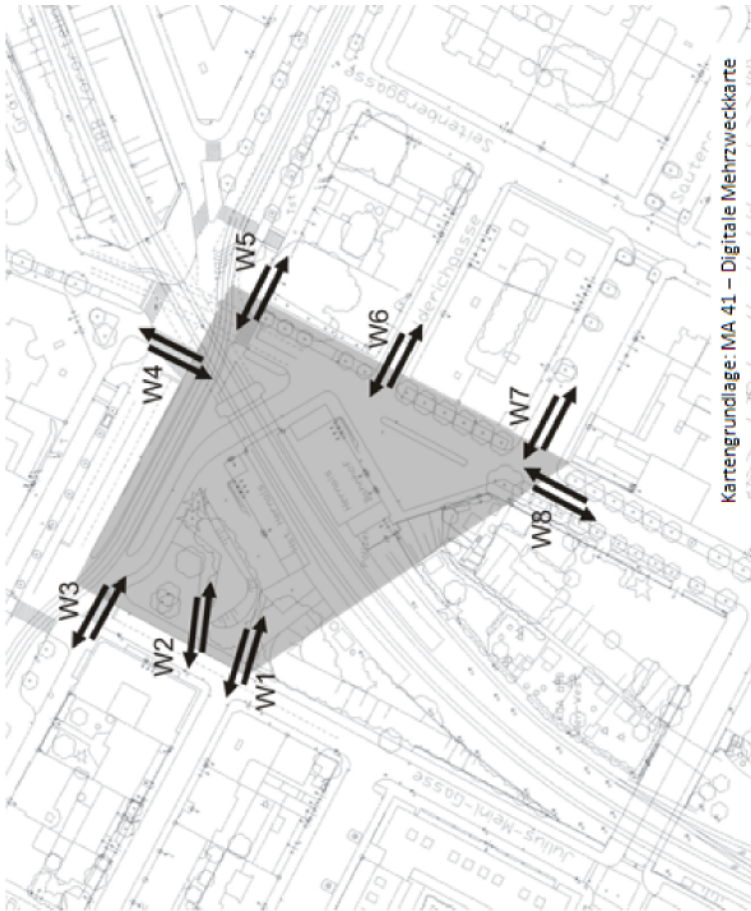 Seitenberggasse
W5
W4
W6
W3
W7
W2
W8
W1
Julius-Meinl-Gasse
Kartengrundlage: MA 41 – Digitale Mehrzweckkarte